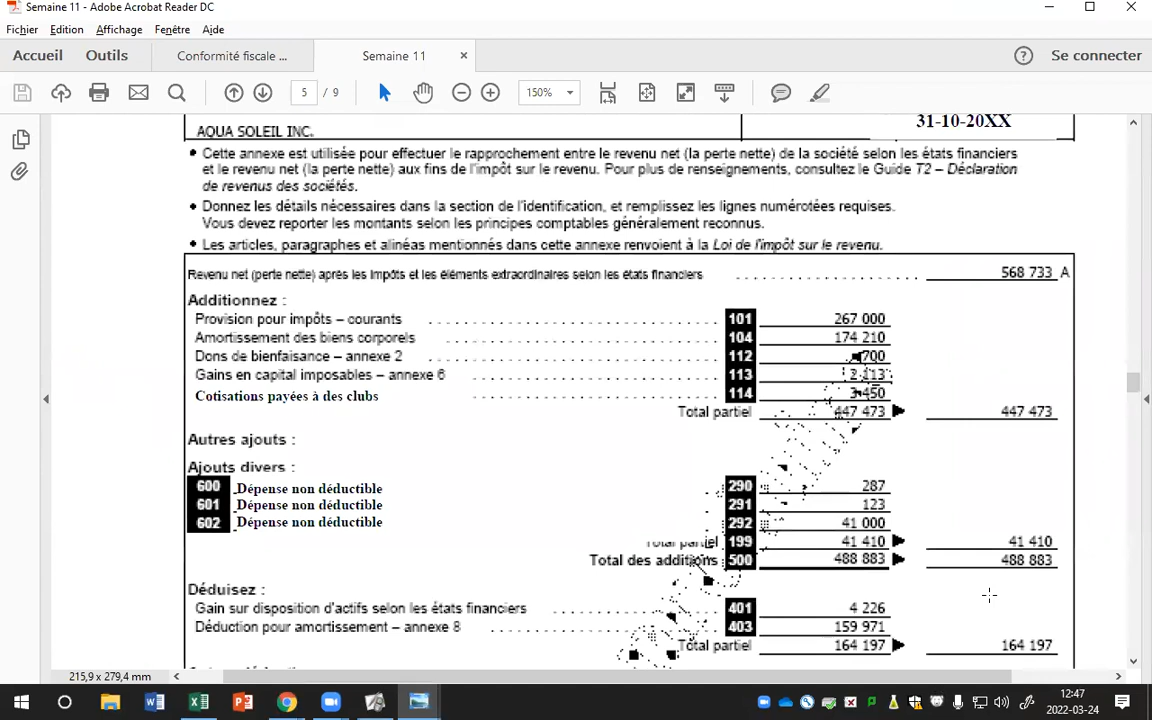 Semaine 11 - Adobe Acrobat Reader DC
Fichier Edition Affichage Fenêtre Aide
Accueil Outils Conformité fiscale ... Semaine 11 × Se connecter
5 / 9 150%
AQUA SOLEIL INC. 31-10-20XX
• Cette annexe est utilisée pour effectuer le rapprochement entre le revenu net (la perte nette) de la société selon les états financiers
et le revenu net (la perte nette) aux fins de l'impôt sur le revenu. Pour plus de renseignements, consultez le Guide T2 – Déclaration
de revenus des sociétés.
• Donnez les détails nécessaires dans la section de l'identification, et remplissez les lignes numérotées requises.
Vous devez reporter les montants selon les principes comptables généralement reconnus.
• Les articles, paragraphes et alinéas mentionnés dans cette annexe renvoient à la Loi de l'impôt sur le revenu.
Revenu net (perte nette) après les impôts et les éléments extraordinaires selon les états financiers 568 733 A
Additionnez :
Provision pour impôts – courants 101 267 000
Amortissement des biens corporels 104 174 210
Dons de bienfaisance – annexe 2 112 700
Gains en capital imposables – annexe 6 113 2 113
Cotisations payées à des clubs 114 3 450
Total partiel 447 473 447 473
Autres ajouts :
Ajouts divers :
600 Dépense non déductible 290 287
601 Dépense non déductible 291 123
602 Dépense non déductible 292 41 000
Total partiel 199 41 410 41 410
Total des additions 500 488 883 488 883
Déduisez :
Gain sur disposition d'actifs selon les états financiers 401 4 226
Déduction pour amortissement – annexe 8 403 159 971
Total partiel 164 197 164 197
215,9 x 279,4 mm
12:47
2022-03-24